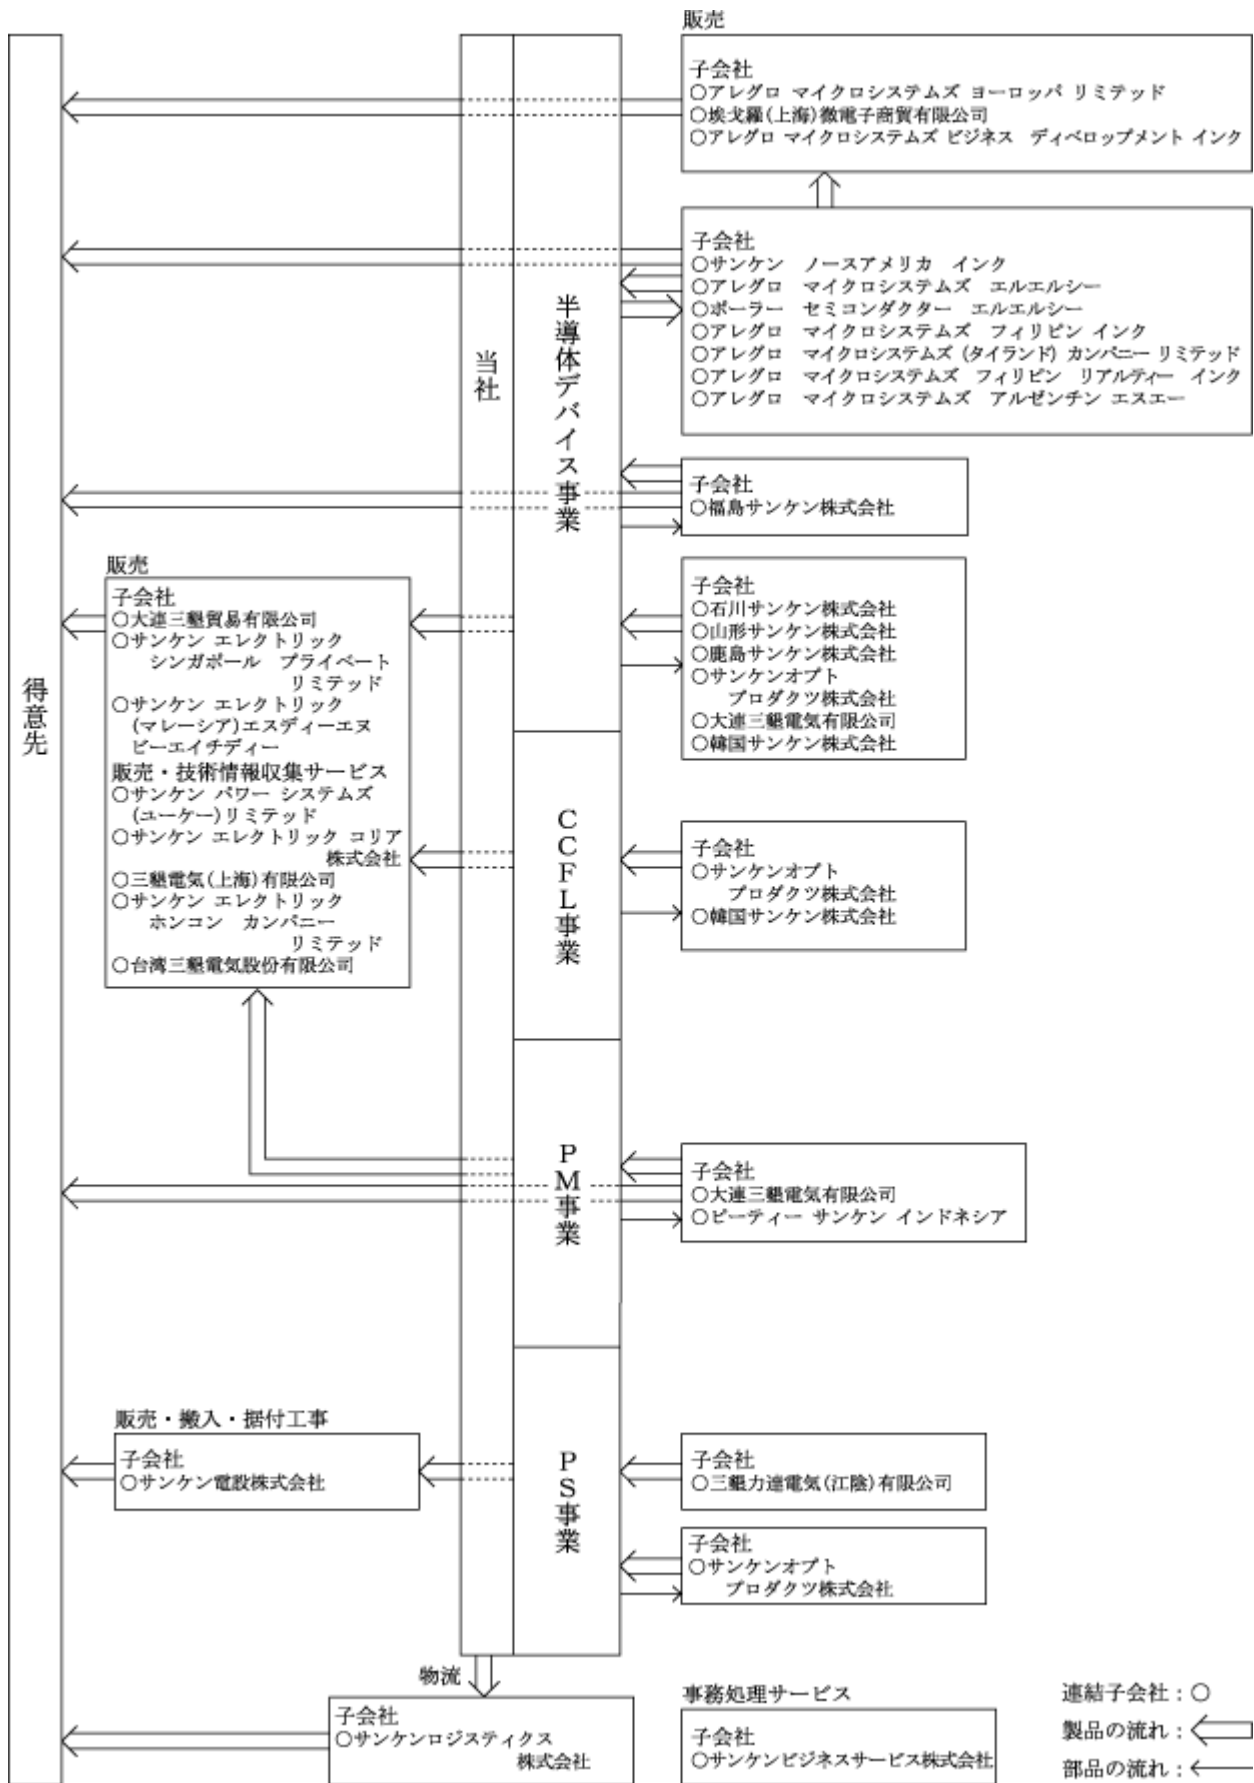 販売
子会社
○アレグロ マイクロシステムズ ヨーロッパ リミテッド
○埃戈羅(上海)微電子商貿有限公司
○アレグロ マイクロシステムズ ビジネス ディベロップメント インク
子会社
○サンケン ノースアメリカ インク
○アレグロ マイクロシステムズ エルエルシー
○ポーラー セミコンダクター エルエルシー
○アレグロ マイクロシステムズ フィリピン インク
○アレグロ マイクロシステムズ (タイランド) カンパニー リミテッド
○アレグロ マイクロシステムズ フィリピン リアルティー インク
○アレグロ マイクロシステムズ アルゼンチン エスエー
半導体デバイス事業
当社
子会社
○福島サンケン株式会社
子会社
○石川サンケン株式会社
○山形サンケン株式会社
○鹿島サンケン株式会社
○サンケンオプト
プロダクツ株式会社
○大連三墾電気有限公司
○韓国サンケン株式会社
得意先
販売
子会社
○大連三墾貿易有限公司
○サンケン エレクトリック
シンガポール プライベート
リミテッド
○サンケン エレクトリック
(マレーシア)エスディーエヌ
ビーエイチディー
販売・技術情報収集サービス
○サンケン パワー システムズ
(ユーケー)リミテッド
○サンケン エレクトリック コリア
株式会社
○三墾電気(上海)有限公司
○サンケン エレクトリック
ホンコン カンパニー
リミテッド
○台湾三墾電気股份有限公司
CCFL事業
子会社
○サンケンオプト
プロダクツ株式会社
○韓国サンケン株式会社
PM事業
子会社
○大連三墾電気有限公司
○ピーティー サンケン インドネシア
販売・搬入・据付工事
子会社
○サンケン電設株式会社
PS事業
子会社
○三墾力達電気(江陰)有限公司
子会社
○サンケンオプト
プロダクツ株式会社
物流
子会社
○サンケンロジスティクス
株式会社
事務処理サービス
子会社
○サンケンビジネスサービス株式会社
連結子会社：○
製品の流れ：
部品の流れ：